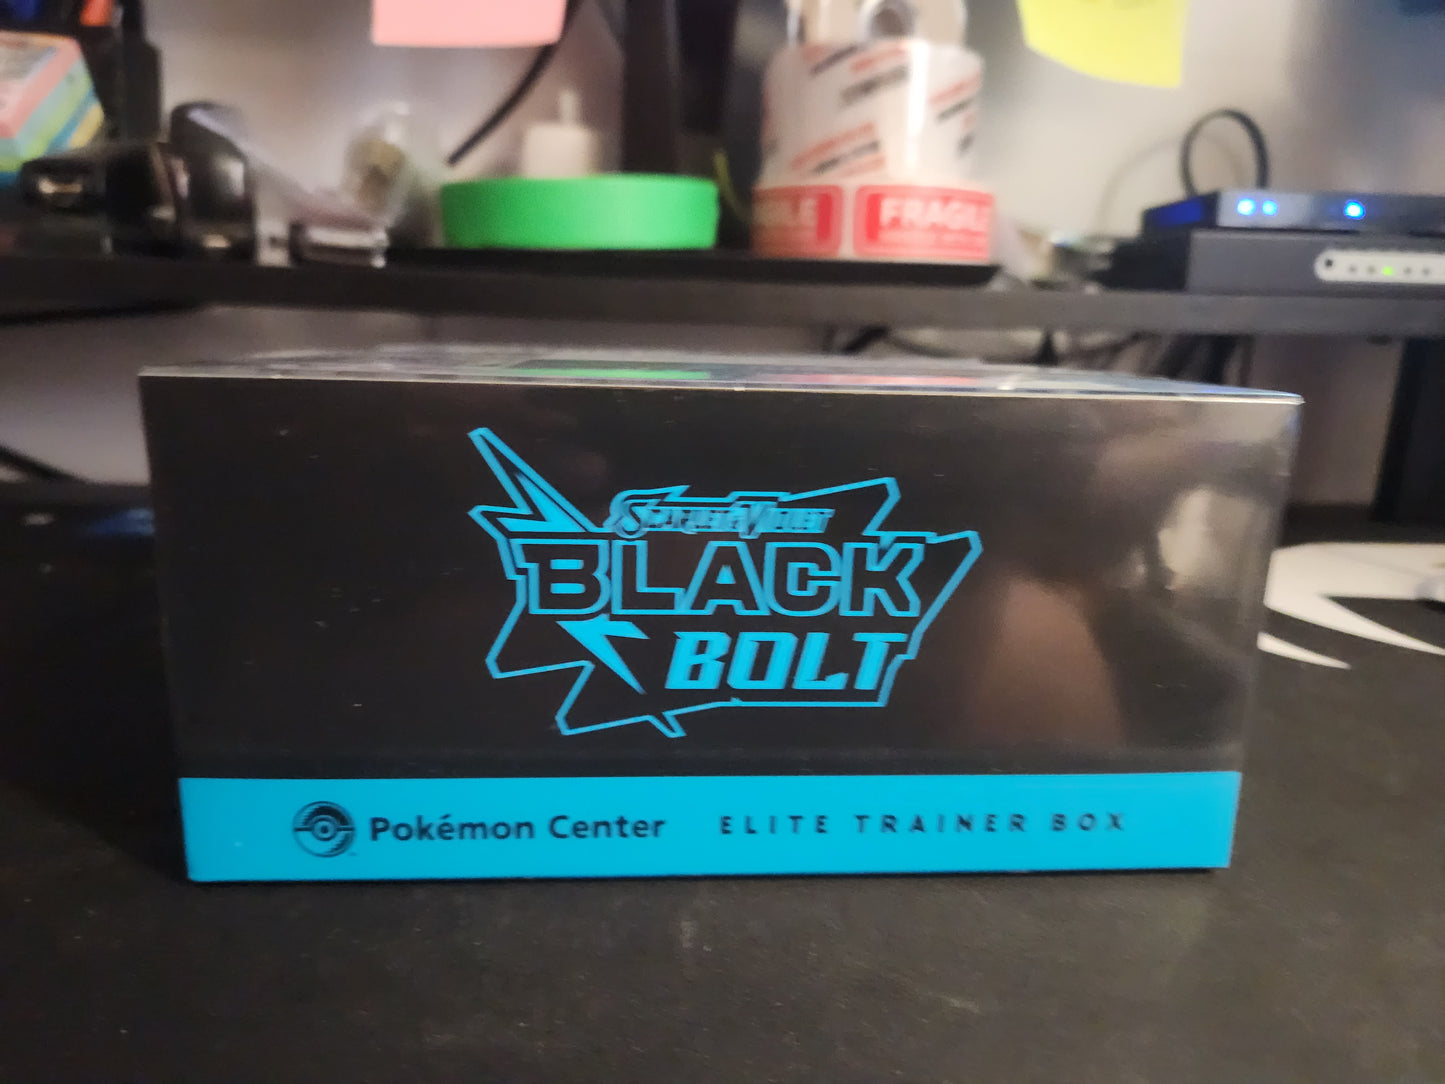 FRAGILE
SCARLET & VIOLET
BLACK
BOLT
Pokémon Center
ELITE TRAINER BOX